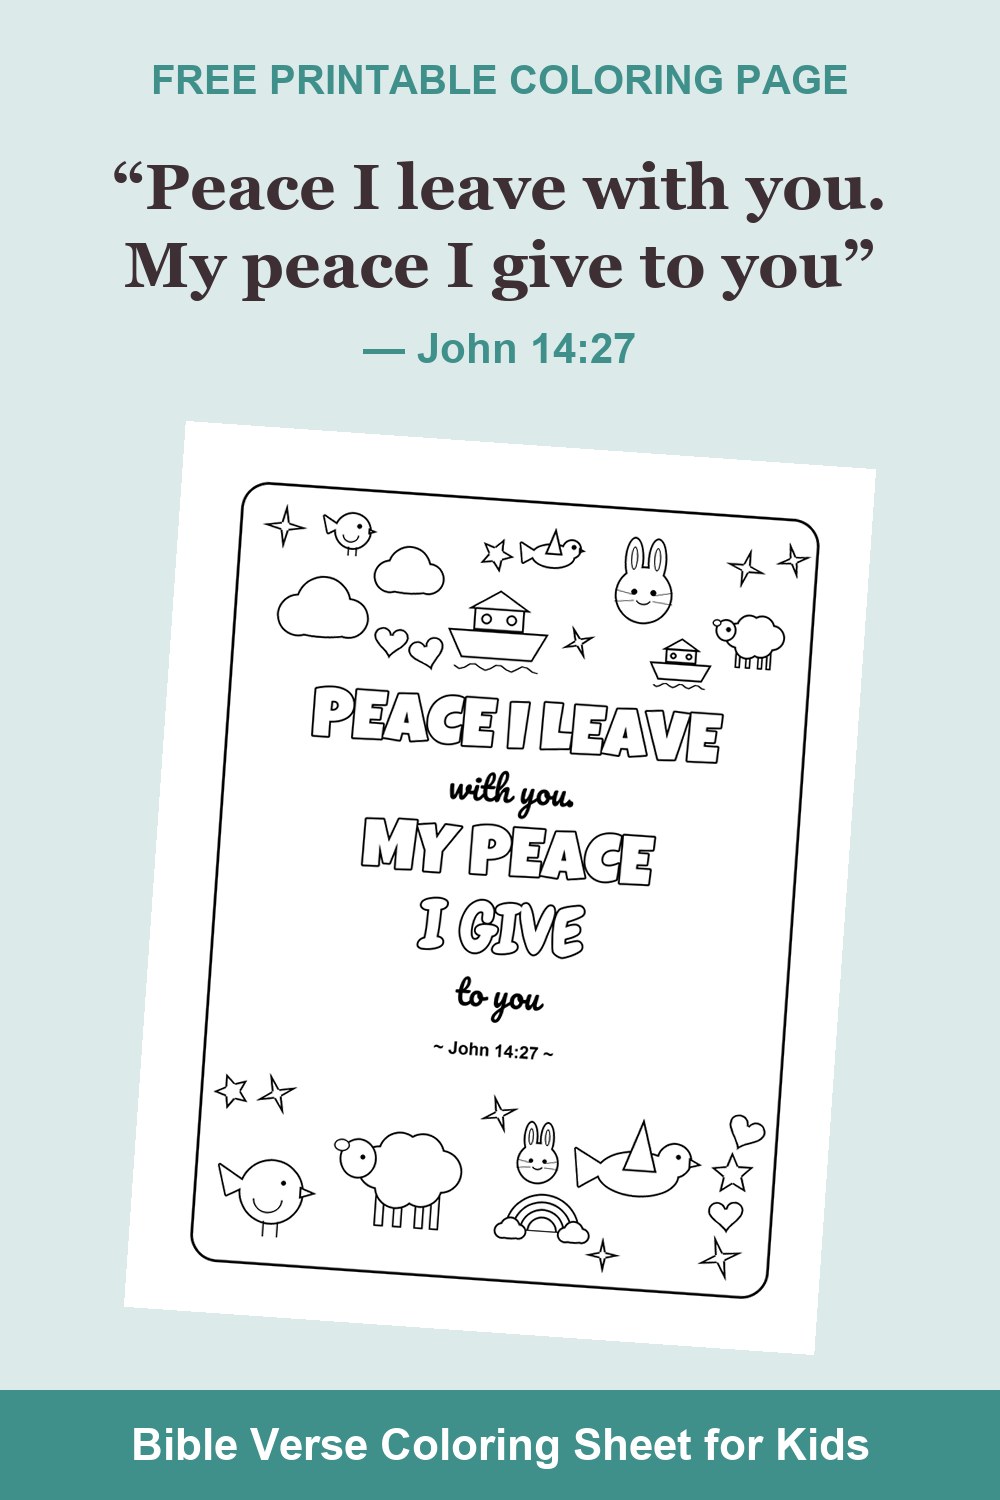 FREE PRINTABLE COLORING PAGE
“Peace I leave with you.
My peace I give to you”
— John 14:27
PEACE I LEAVE
with you.
MY PEACE
I GIVE
to you
~ John 14:27 ~
Bible Verse Coloring Sheet for Kids